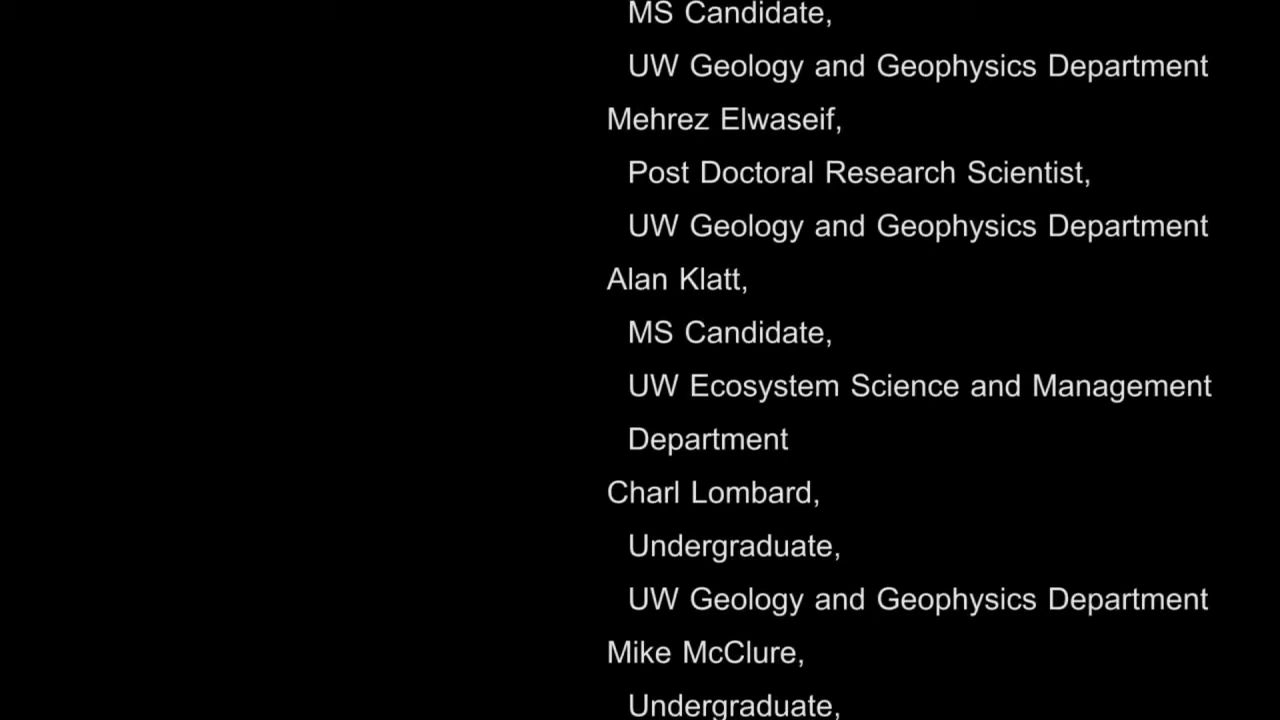 MS Candidate,
UW Geology and Geophysics Department
Mehrez Elwaseif,
Post Doctoral Research Scientist,
UW Geology and Geophysics Department
Alan Klatt,
MS Candidate,
UW Ecosystem Science and Management
Department
Charl Lombard,
Undergraduate,
UW Geology and Geophysics Department
Mike McClure,
Undergraduate,